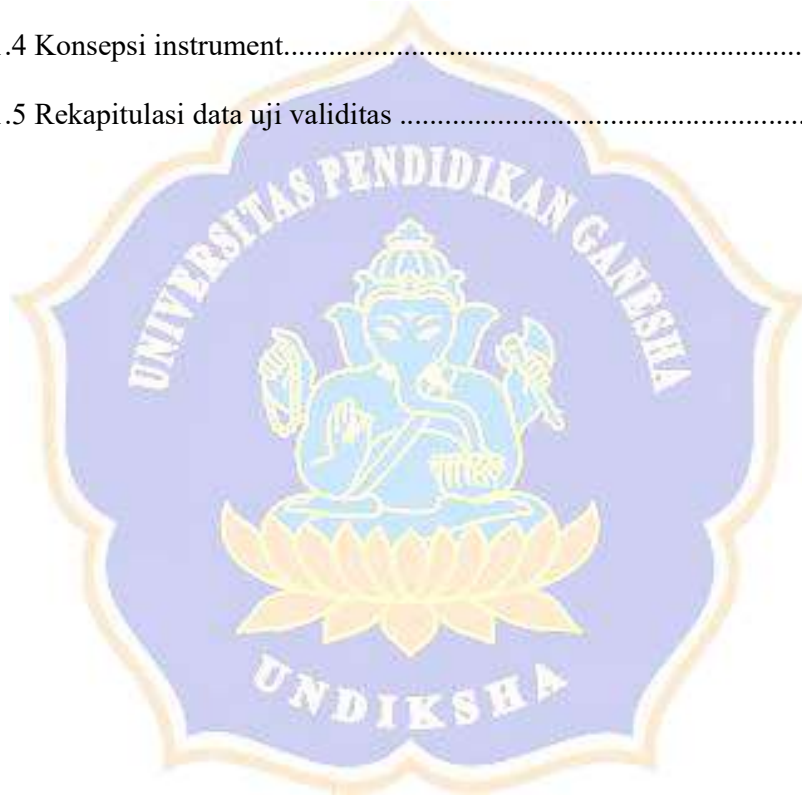 .4 Konsepsi instrument......................................................................
.5 Rekapitulasi data uji validitas ......................................................
UNIVERSITAS PENDIDIKAN GANESHA
UNDIKSHA